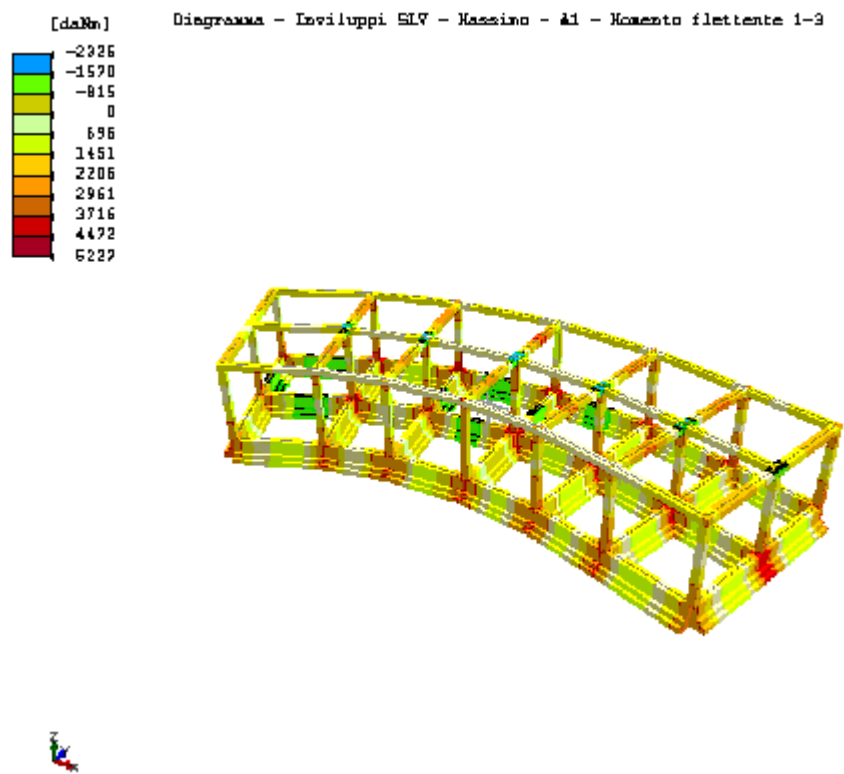 [daNm]
Diagramma - Inviluppi SLV - Massimo - A1 - Momento flettente 1-3
-2326
-1570
-815
0
696
1451
2206
2961
3716
4472
5227
Z
Y
X